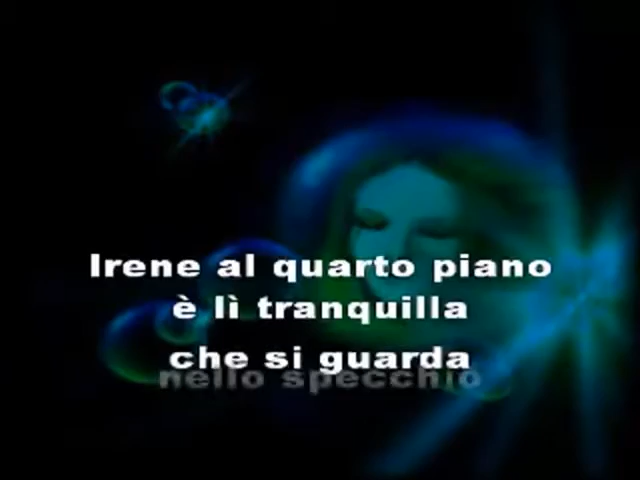 Irene al quarto piano
è lì tranquilla
che si guarda
nello specchio